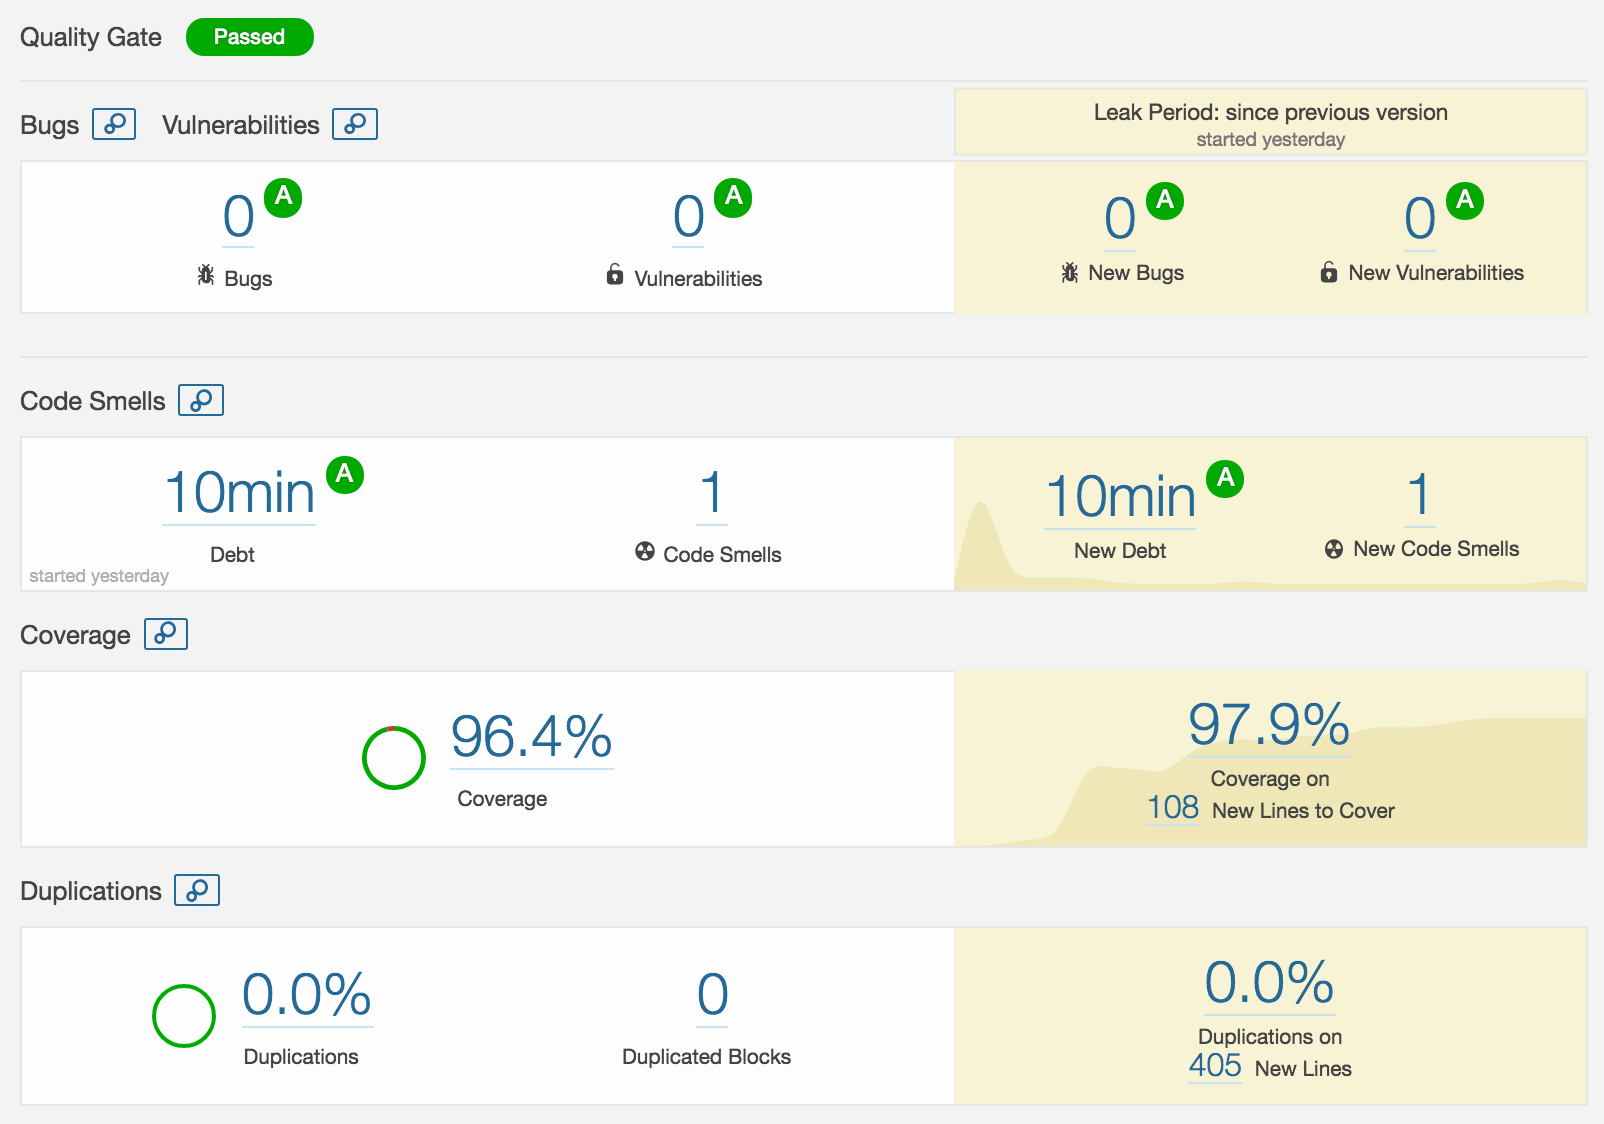 Quality Gate Passed
Bugs Vulnerabilities
Leak Period: since previous version
started yesterday
0 A
Bugs
0 A
Vulnerabilities
0 A
New Bugs
0 A
New Vulnerabilities
Code Smells
10min A
Debt
started yesterday
1
Code Smells
10min A
New Debt
1
New Code Smells
Coverage
96.4%
Coverage
97.9%
Coverage on
108 New Lines to Cover
Duplications
0.0%
Duplications
0
Duplicated Blocks
0.0%
Duplications on
405 New Lines